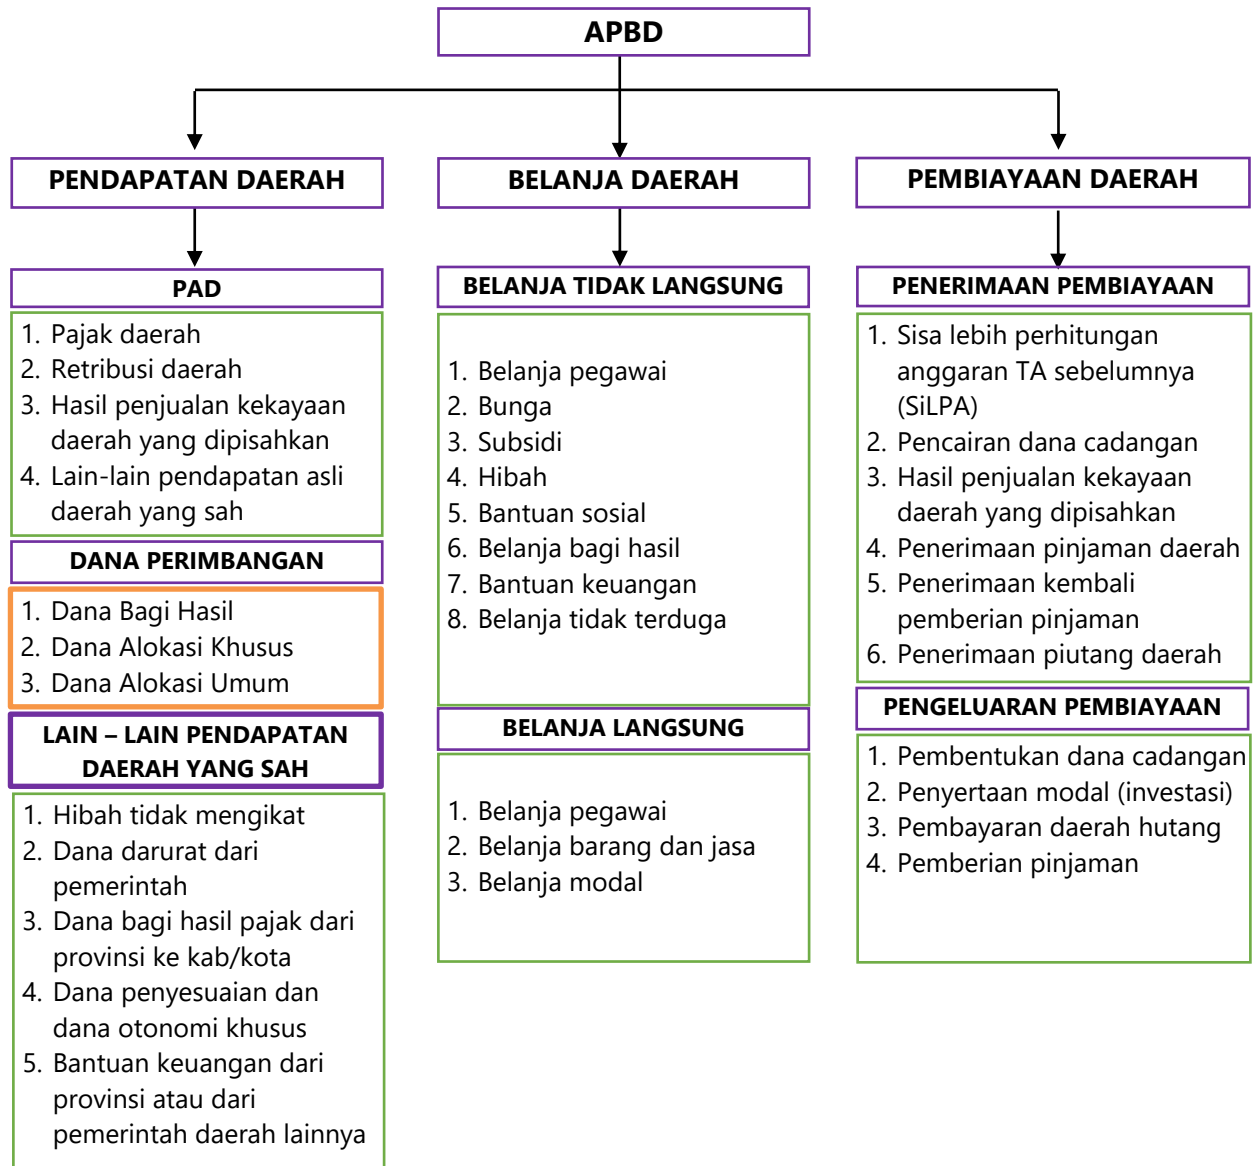 APBD
PENDAPATAN DAERAH
PAD
1. Pajak daerah
2. Retribusi daerah
3. Hasil penjualan kekayaan
daerah yang dipisahkan
4. Lain-lain pendapatan asli
daerah yang sah
DANA PERIMBANGAN
1. Dana Bagi Hasil
2. Dana Alokasi Khusus
3. Dana Alokasi Umum
LAIN – LAIN PENDAPATAN
DAERAH YANG SAH
1. Hibah tidak mengikat
2. Dana darurat dari
pemerintah
3. Dana bagi hasil pajak dari
provinsi ke kab/kota
4. Dana penyesuaian dan
dana otonomi khusus
5. Bantuan keuangan dari
provinsi atau dari
pemerintah daerah lainnya
BELANJA DAERAH
BELANJA TIDAK LANGSUNG
1. Belanja pegawai
2. Bunga
3. Subsidi
4. Hibah
5. Bantuan sosial
6. Belanja bagi hasil
7. Bantuan keuangan
8. Belanja tidak terduga
BELANJA LANGSUNG
1. Belanja pegawai
2. Belanja barang dan jasa
3. Belanja modal
PEMBIAYAAN DAERAH
PENERIMAAN PEMBIAYAAN
1. Sisa lebih perhitungan
anggaran TA sebelumnya
(SiLPA)
2. Pencairan dana cadangan
3. Hasil penjualan kekayaan
daerah yang dipisahkan
4. Penerimaan pinjaman daerah
5. Penerimaan kembali
pemberian pinjaman
6. Penerimaan piutang daerah
PENGELUARAN PEMBIAYAAN
1. Pembentukan dana cadangan
2. Penyertaan modal (investasi)
3. Pembayaran daerah hutang
4. Pemberian pinjaman